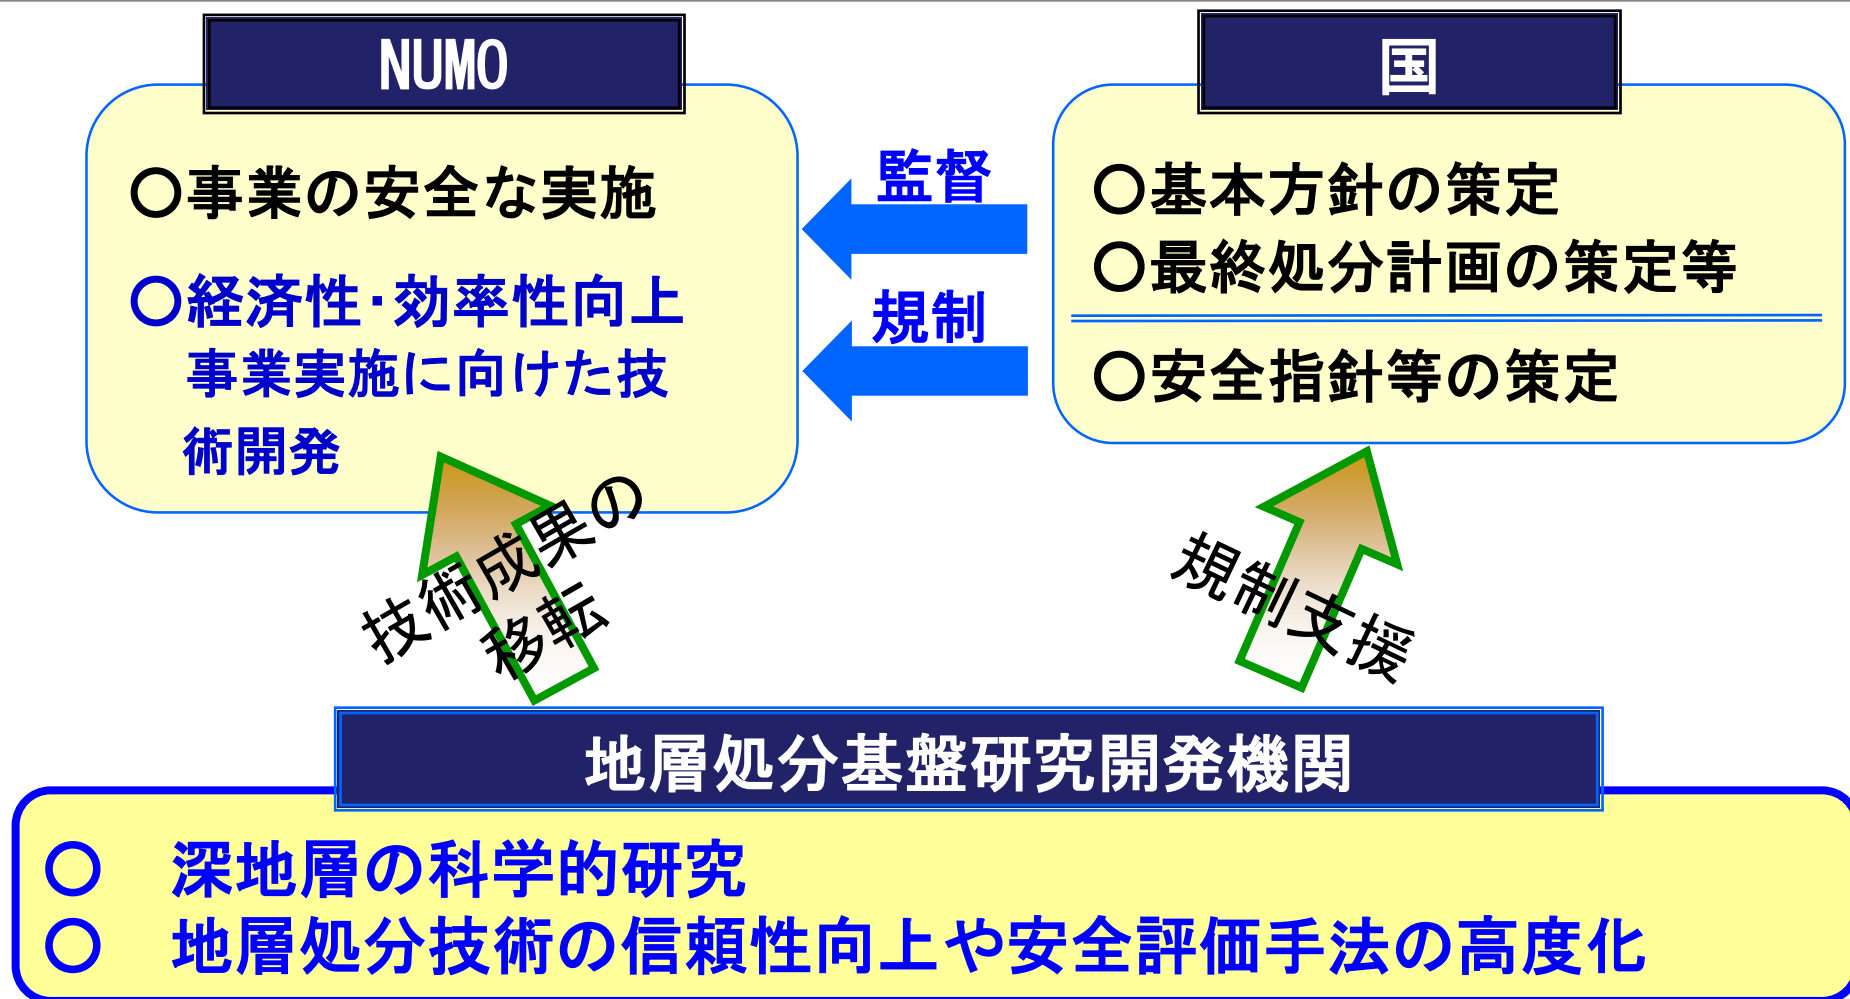 NUMO
○事業の安全な実施
○経済性･効率性向上
事業実施に向けた技
術開発
監督
規制
国
○基本方針の策定
○最終処分計画の策定等
○安全指針等の策定
技術成果の
移転
規制支援
地層処分基盤研究開発機関
○ 深地層の科学的研究
○ 地層処分技術の信頼性向上や安全評価手法の高度化